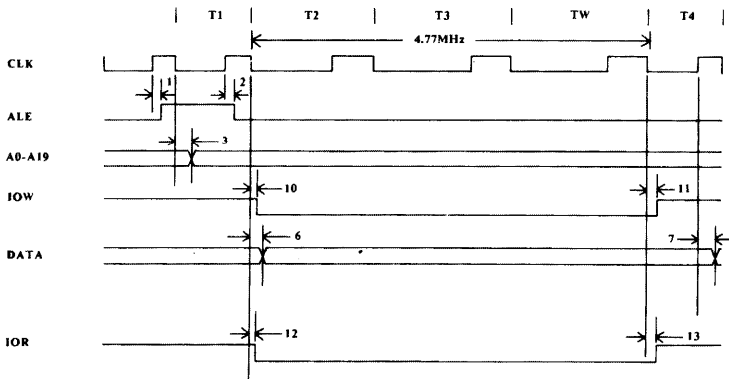 T1 T2 T3 TW T4
4.77MHz
CLK
1 2
ALE
3
A0-A19
10 11
IOW
6 7
DATA
12 13
IOR